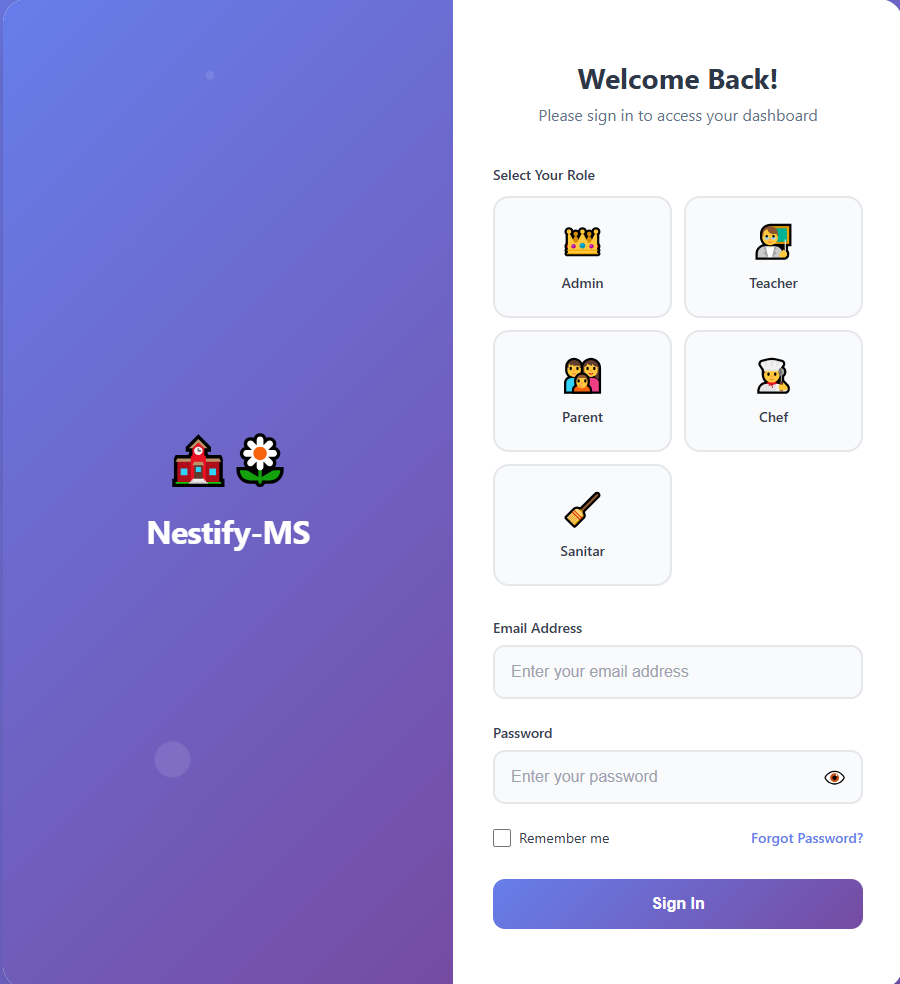 Nestify-MS
Welcome Back!
Please sign in to access your dashboard
Select Your Role
Admin
Teacher
Parent
Chef
Sanitar
Email Address
Enter your email address
Password
Enter your password
Remember me
Forgot Password?
Sign In